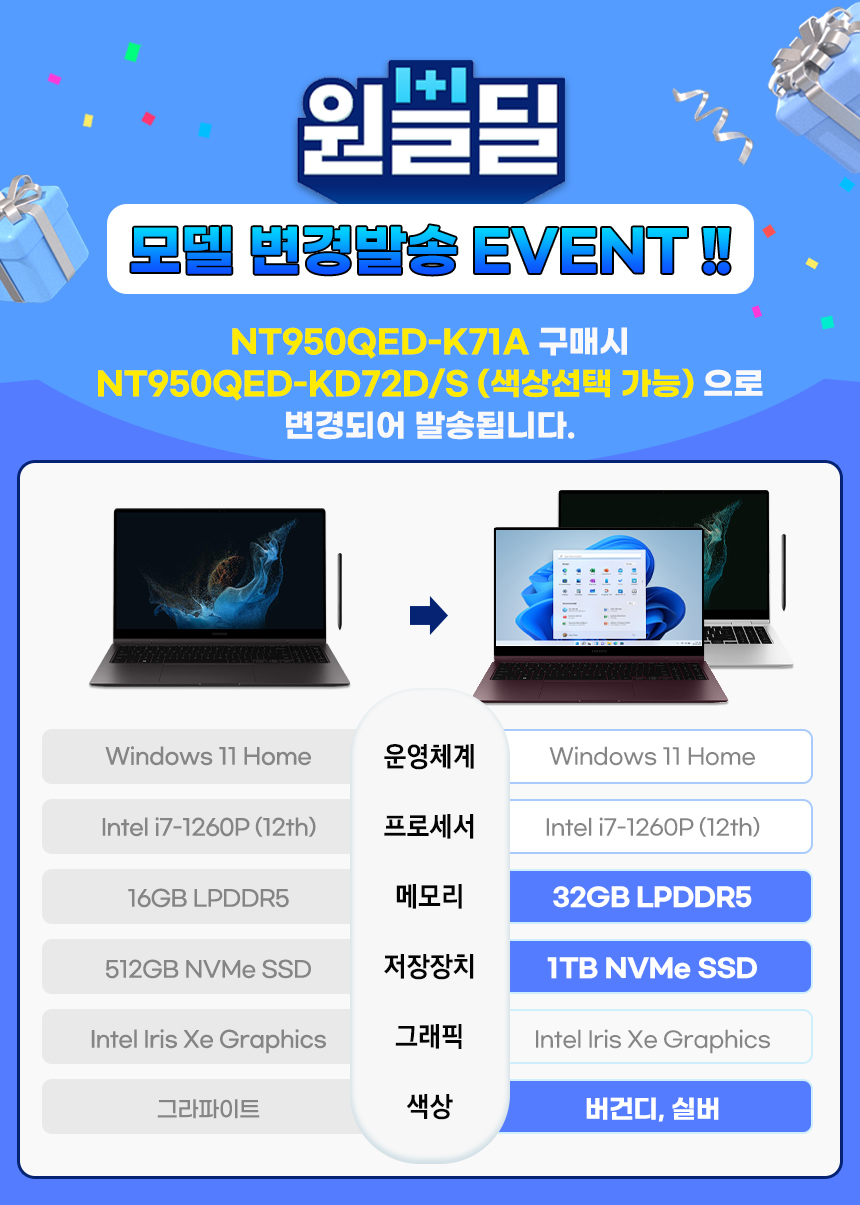 1+1
원쁠딜
모델 변경발송 EVENT !!
NT950QED-K71A 구매시
NT950QED-KD72D/S (색상선택 가능) 으로
변경되어 발송됩니다.
Windows 11 Home 운영체계 Windows 11 Home
Intel i7-1260P (12th) 프로세서 Intel i7-1260P (12th)
16GB LPDDR5 메모리 32GB LPDDR5
512GB NVMe SSD 저장장치 1TB NVMe SSD
Intel Iris Xe Graphics 그래픽 Intel Iris Xe Graphics
그라파이트 색상 버건디, 실버